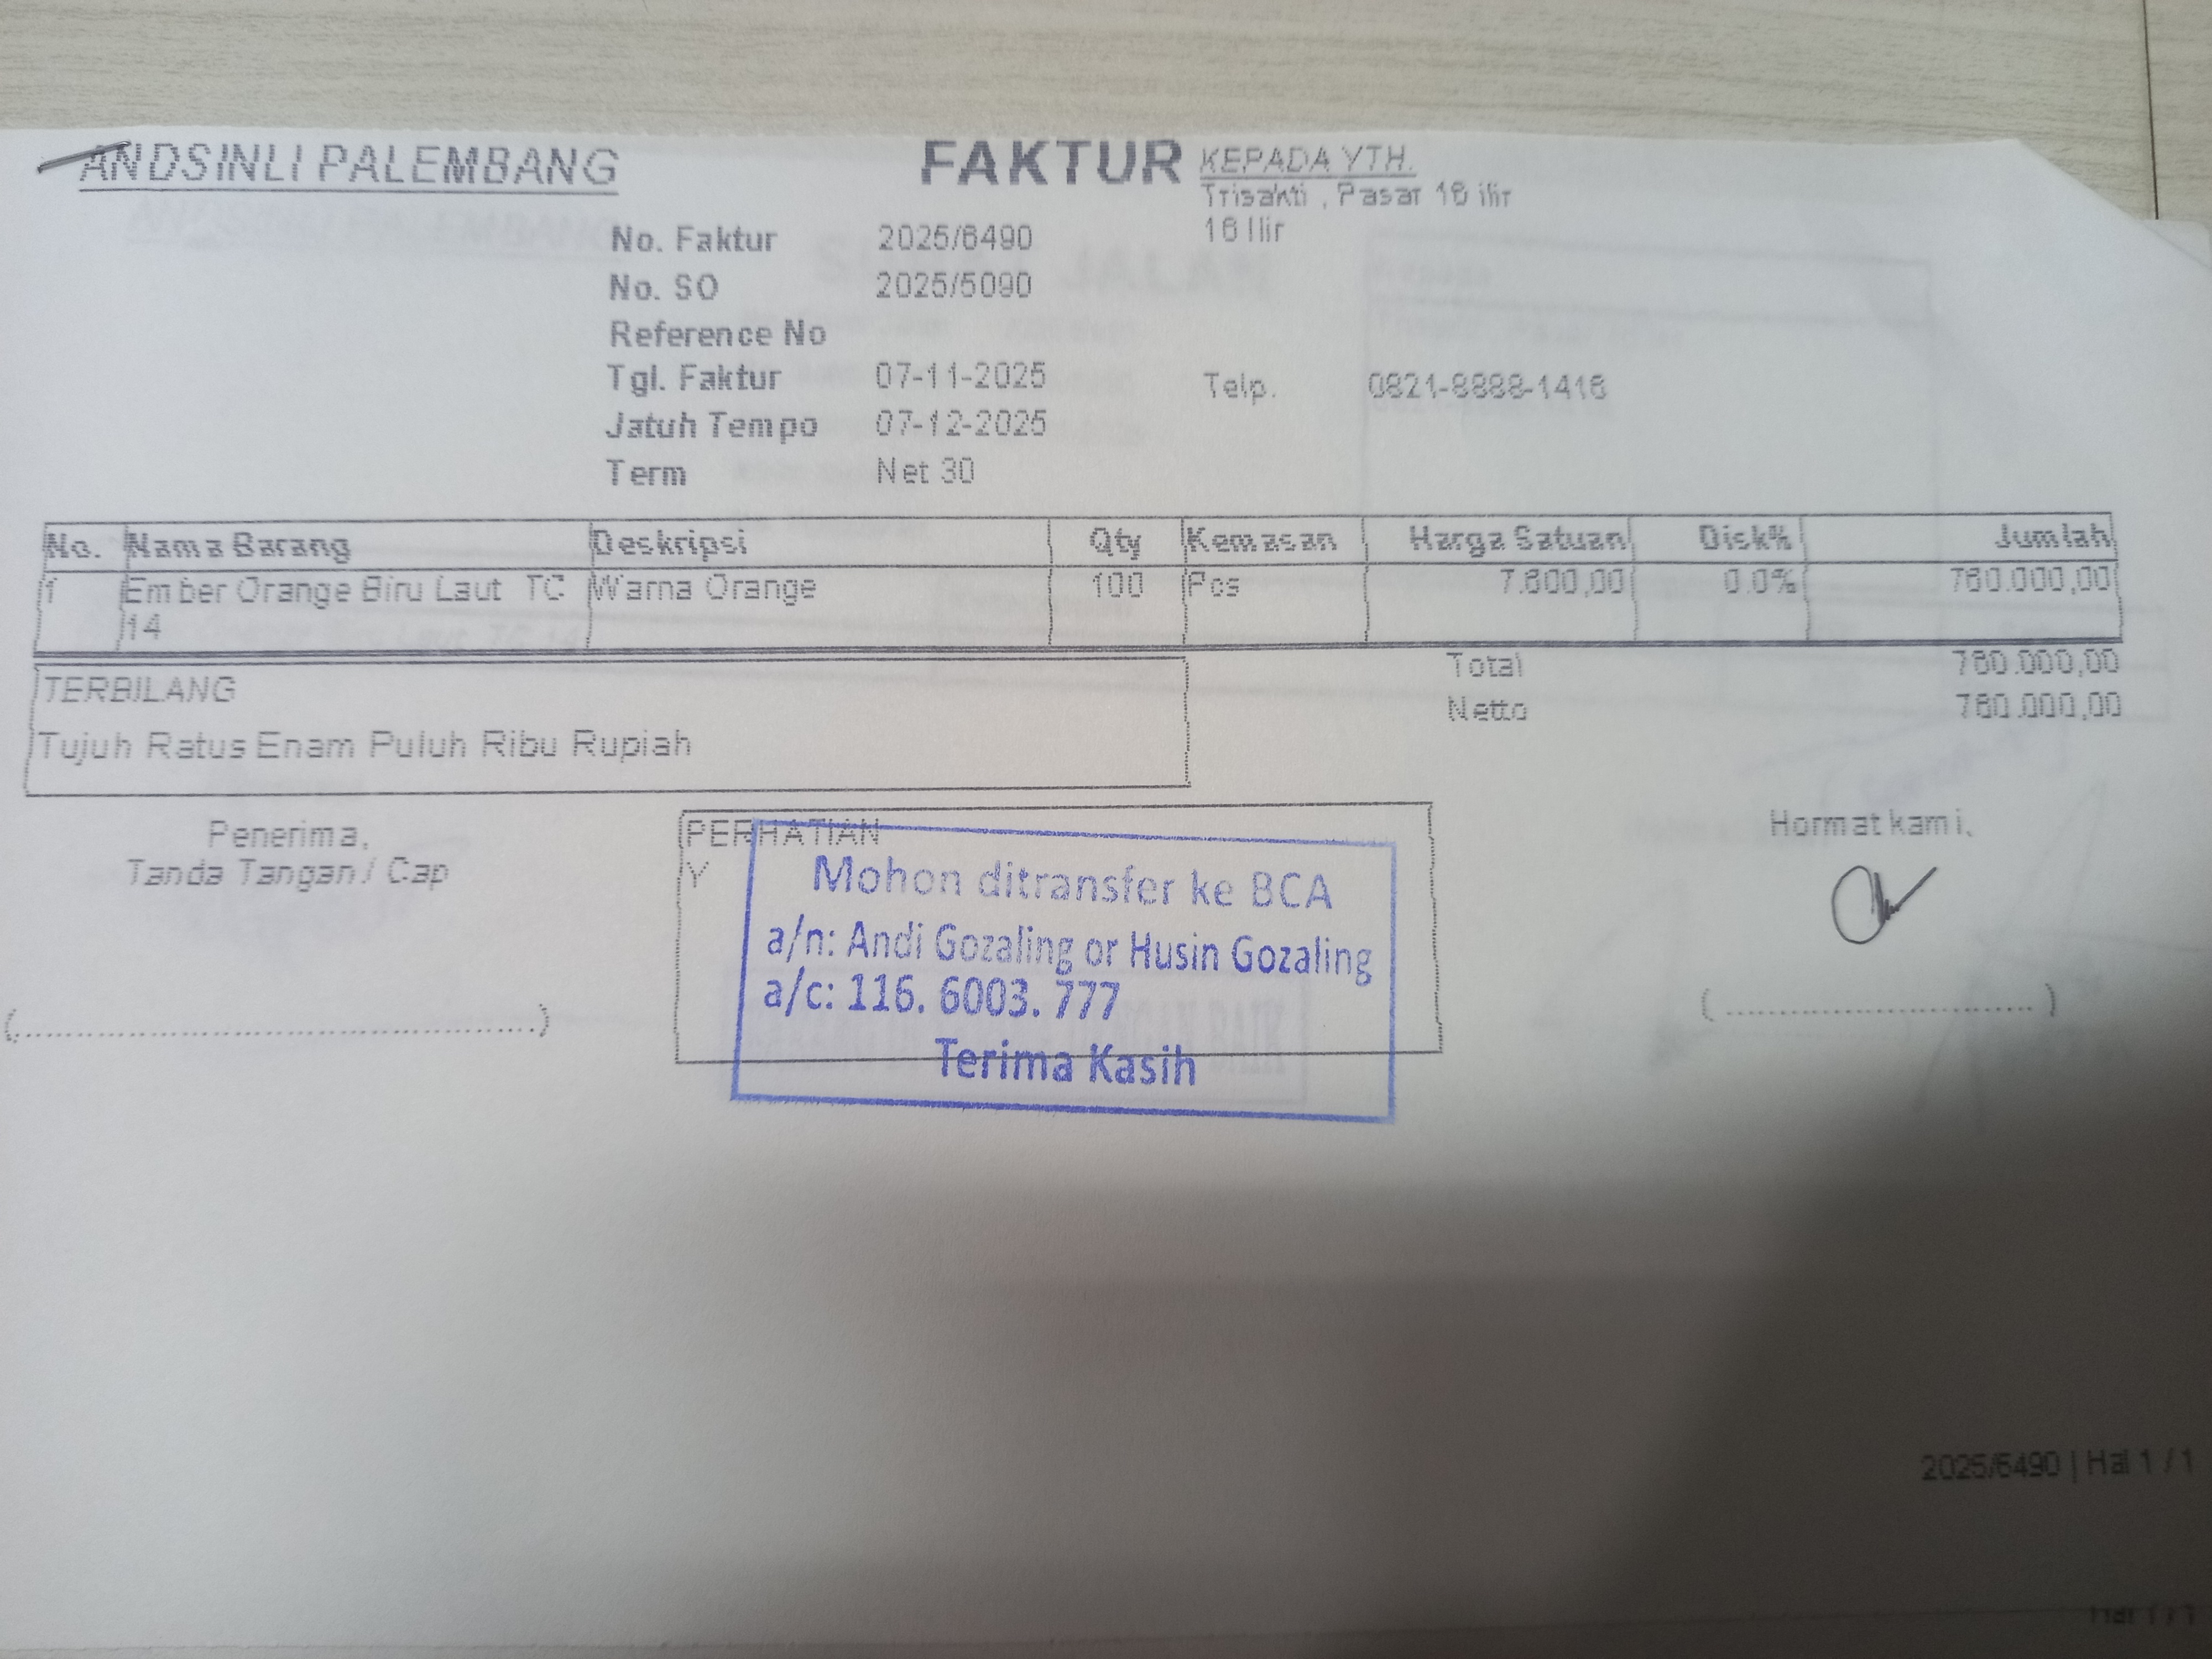 ANDSINLI PALEMBANG
FAKTUR
KEPADA YTH.
Trisakti , Pasar 16 ilir
16 Ilir
No. Faktur 2025/6490
No. SO 2025/5090
Reference No
Tgl. Faktur 07-11-2025
Telp. 0821-8888-1416
Jatuh Tempo 07-12-2025
Term Net 30
No. Nama Barang Deskripsi Qty Kemasan Harga Satuan Disk% Jumlah
1 Ember Orange Biru Laut TC Warna Orange 100 Pcs 7.600,00 0.0% 760.000,00
14
Total 760.000,00
Netto 760.000,00
TERBILANG
Tujuh Ratus Enam Puluh Ribu Rupiah
Penerima,
Tanda Tangan / Cap
(................................................)
PERHATIAN
Y
Mohon ditransfer ke BCA
a/n: Andi Gozaling or Husin Gozaling
a/c: 116. 6003. 777
Terima Kasih
Hormat kami,
(............................)
2025/6490 | Hal 1 / 1
Hal 1 / 1